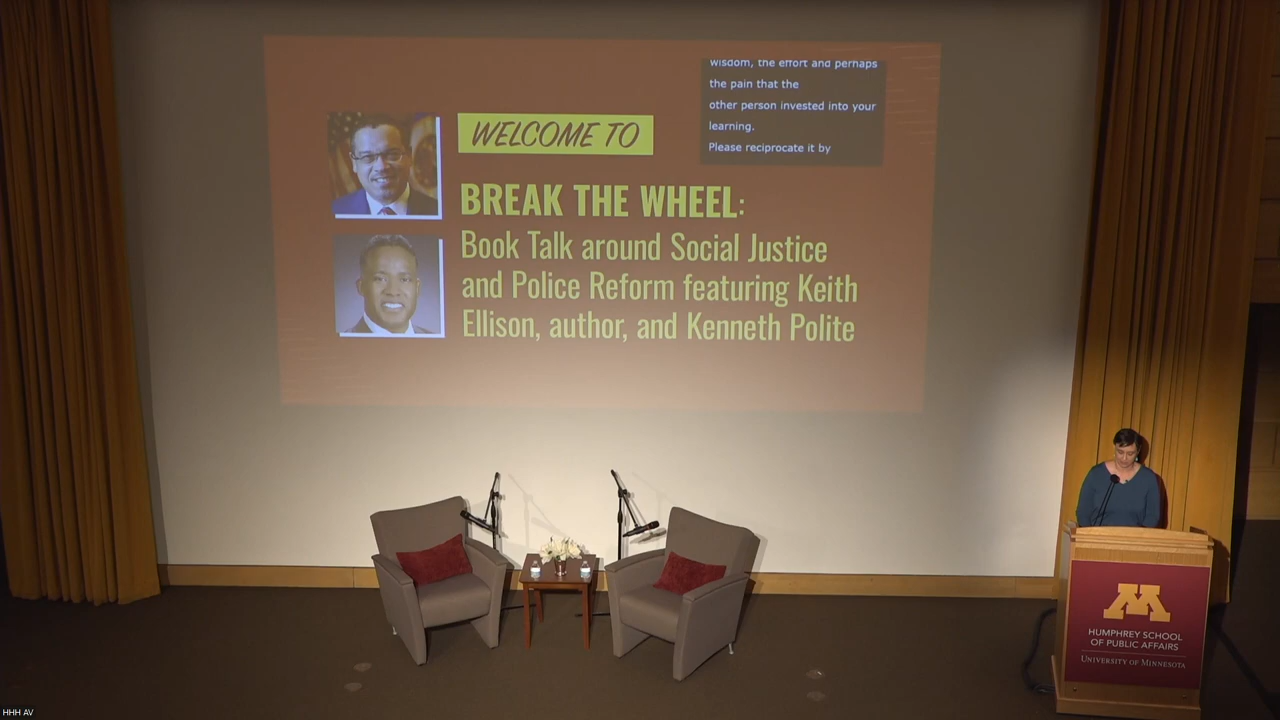 wisdom, the effort and perhaps
the pain that the
other person invested into your
learning.
Please reciprocate it by
WELCOME TO
BREAK THE WHEEL:
Book Talk around Social Justice
and Police Reform featuring Keith
Ellison, author, and Kenneth Polite
M
HUMPHREY SCHOOL
OF PUBLIC AFFAIRS
UNIVERSITY OF MINNESOTA
HHH AV